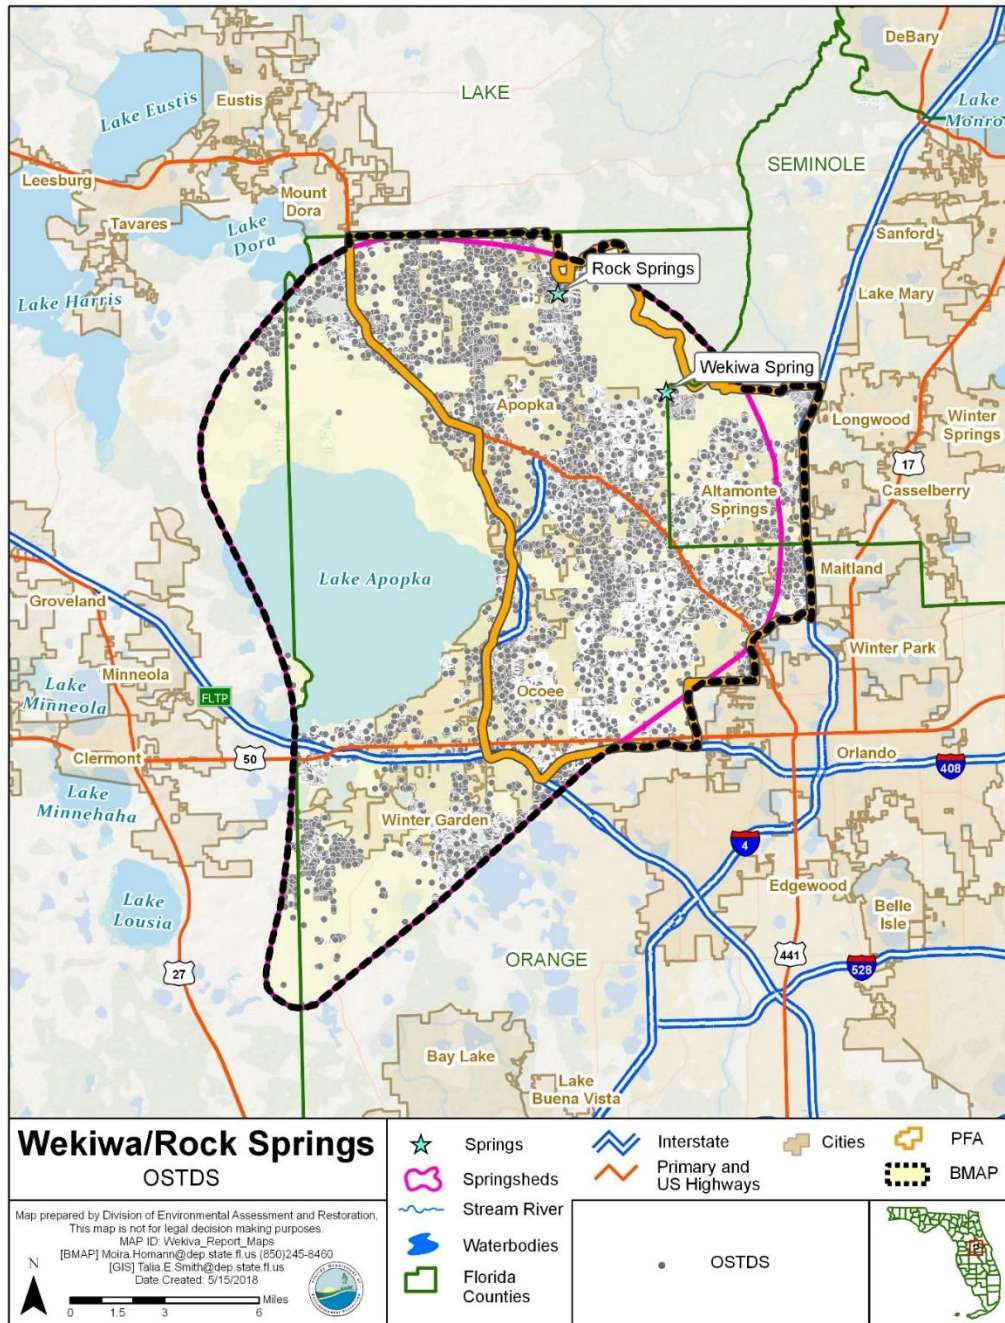 DeBary
LAKE
Lake
Monro
Lake Eustis
Eustis
SEMINOLE
Leesburg
Mount
Dora
Tavares
Lake
Dora
Sanford
Rock Springs
Lake Mary
Lake Harris
Wekiwa Spring
Apopka
Longwood
Winter
Springs
17
Altamonte
Springs
Casselberry
Lake Apopka
Maitland
Groveland
Winter Park
Minneola
Lake
Minneola
FLTP
Ocoee
Clermont
50
Orlando
408
Lake
Minnehaha
Winter Garden
4
Edgewood
Lake
Lousia
Belle
Isle
27
ORANGE
441
528
Bay Lake
Lake
Buena Vista
Wekiwa/Rock Springs
OSTDS
Map prepared by Division of Environmental Assessment and Restoration.
This map is not for legal decision making purposes.
MAP ID: Wekiva_Report_Maps
[BMAP] Moira.Homann@dep.state.fl.us (850)245-8460
[GIS] Talia.E.Smith@dep.state.fl.us
Date Created: 5/15/2018
N
Miles
0 1.5 3 6
Springs
Springsheds
Stream River
Waterbodies
Florida
Counties
Interstate
Primary and
US Highways
Cities
PFA
BMAP
OSTDS